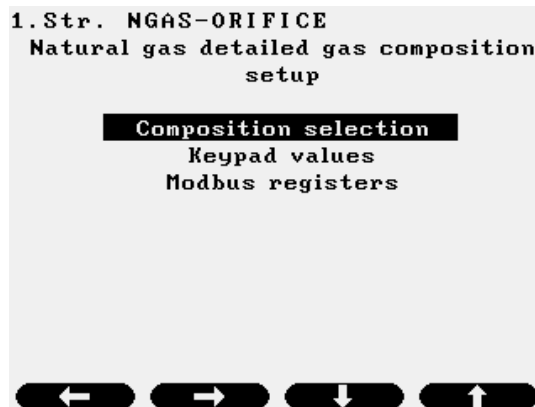 1.Str. NGAS-ORIFICE
Natural gas detailed gas composition
setup
Composition selection
Keypad values
Modbus registers